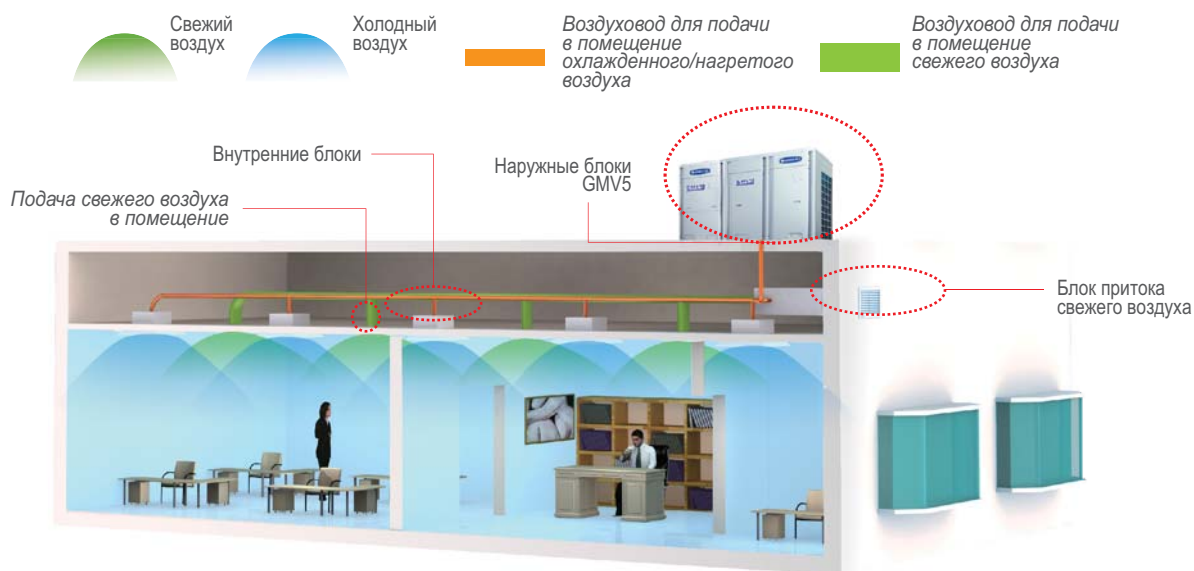 Свежий
воздух
Холодный
воздух
Воздуховод для подачи
в помещение
охлажденного/нагретого
воздуха
Воздуховод для подачи
в помещение
свежего воздуха
Внутренние блоки
Наружные блоки
GMV5
Подача свежего воздуха
в помещение
Блок притока
свежего воздуха